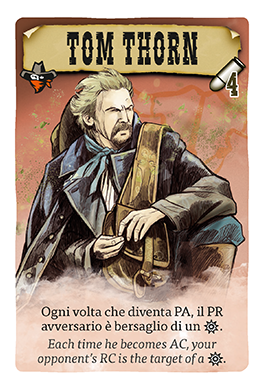 TOM THORN
4
Ogni volta che diventa PA, il PR
avversario è bersaglio di un
.
Each time he becomes AC, your
opponent's RC is the target a
.